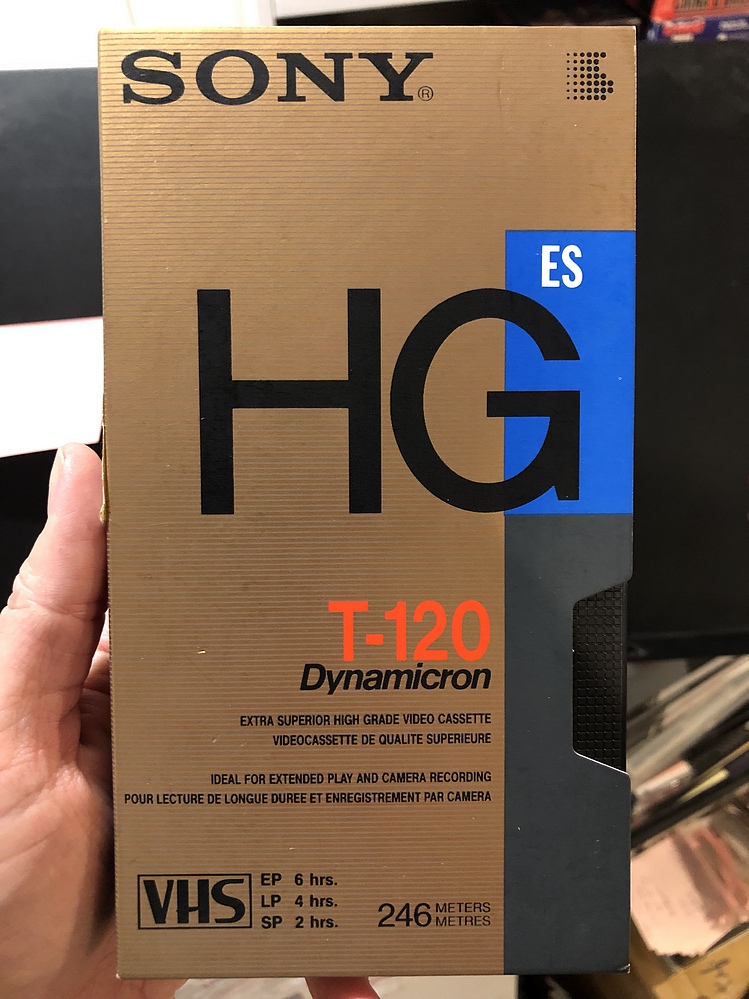 SONY®
ES
HG
T-120
Dynamicron
EXTRA SUPERIOR HIGH GRADE VIDEO CASSETTE
VIDEOCASSETTE DE QUALITE SUPERIEURE
IDEAL FOR EXTENDED PLAY AND CAMERA RECORDING
POUR LECTURE DE LONGUE DUREE ET ENREGISTREMENT PAR CAMERA
VHS
EP 6 hrs.
LP 4 hrs.
SP 2 hrs.
246 METERS
METRES